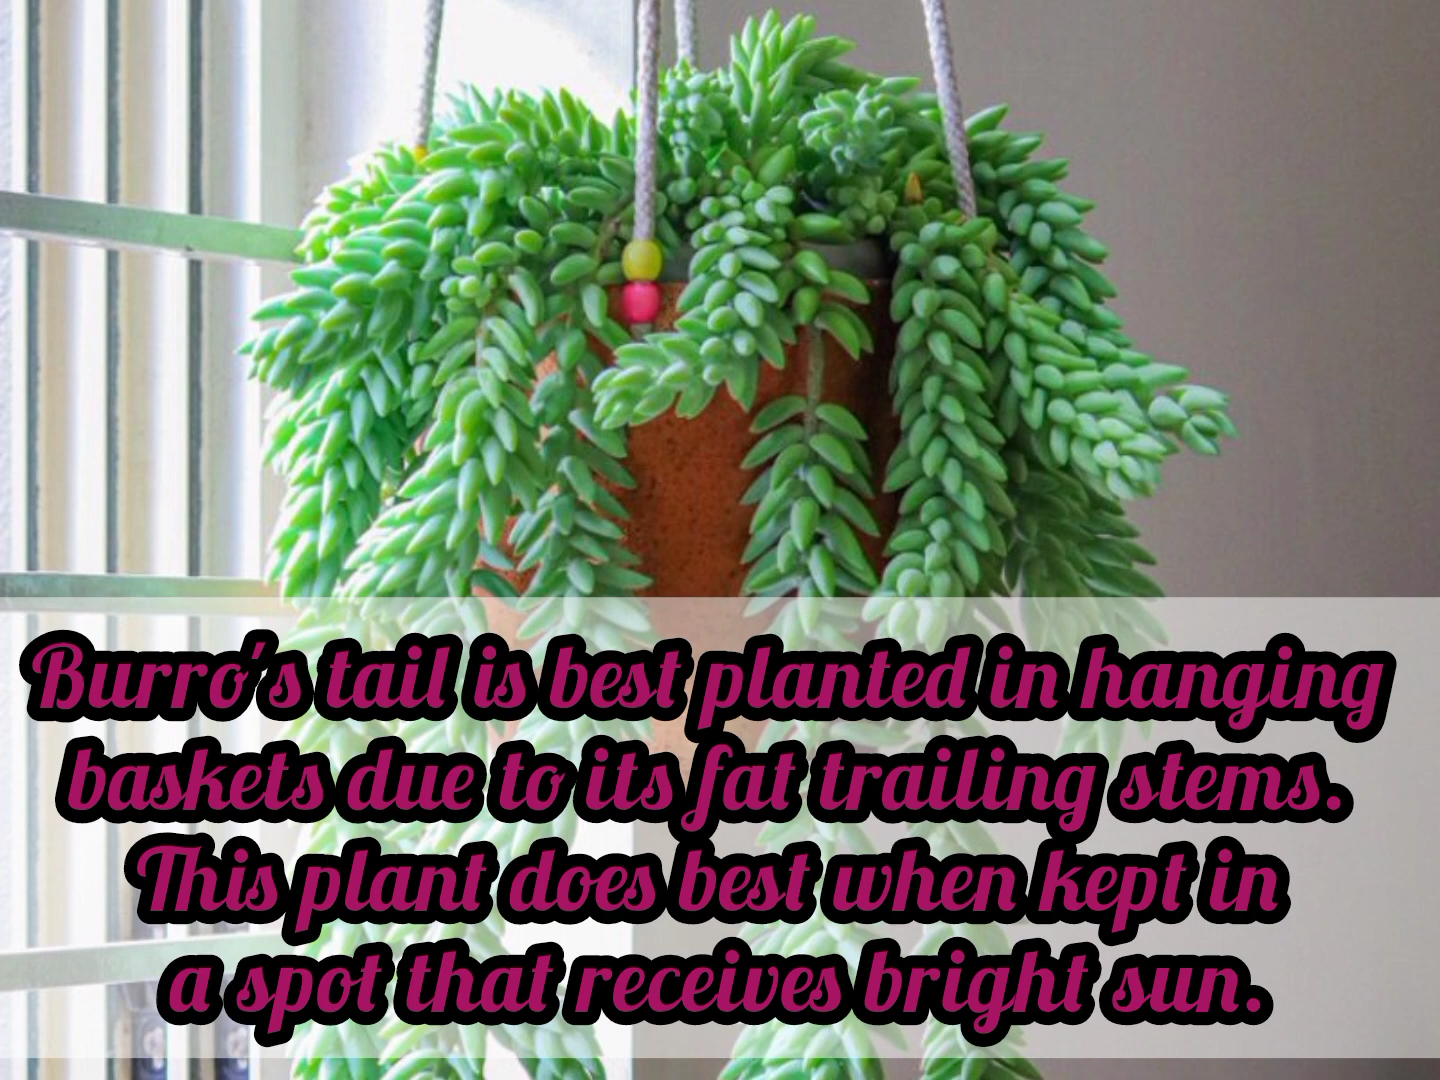 Burro's tail is best planted in hanging
baskets due to its fat trailing stems.
This plant does best when kept in
a spot that receives bright sun.